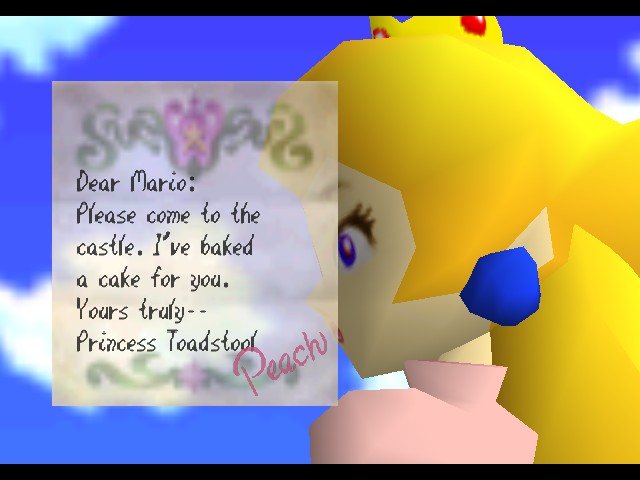 Dear Mario:
Please come to the
castle. I've baked
a cake for you.
Yours truly--
Princess Toadstool
Peach